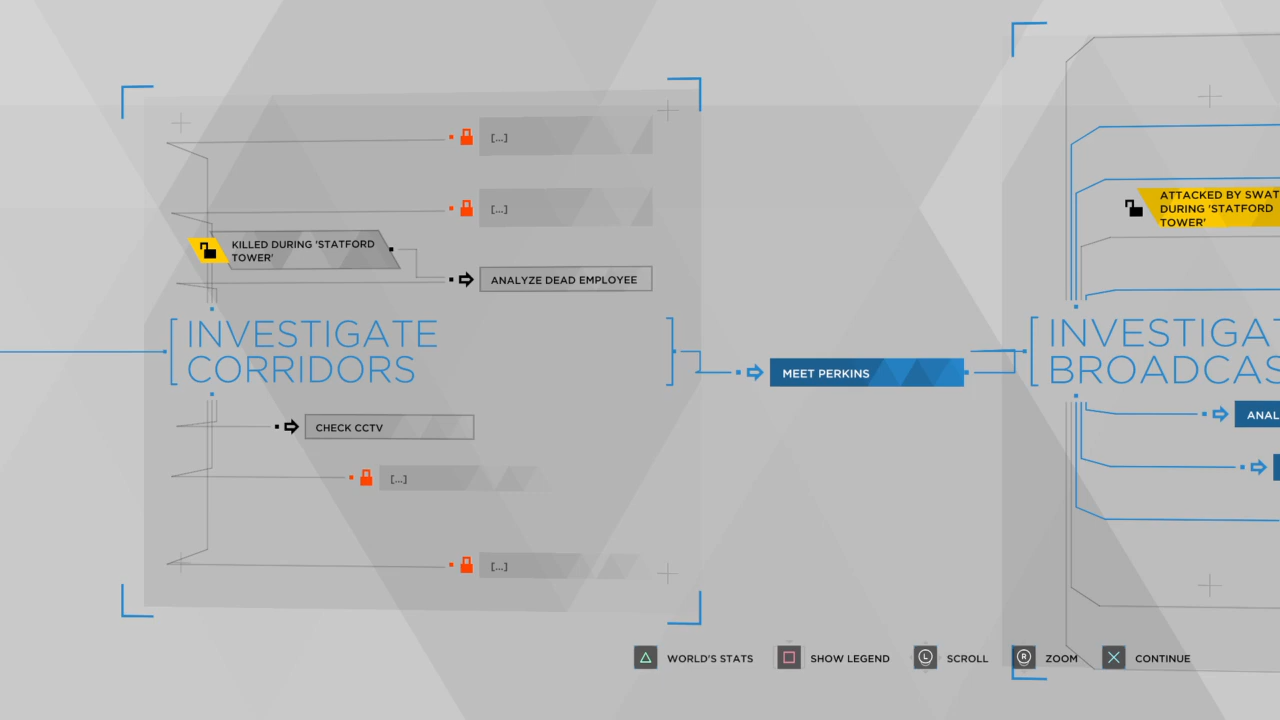 [...]
[...]
KILLED DURING 'STATFORD
TOWER'
ANALYZE DEAD EMPLOYEE
INVESTIGATE
CORRIDORS
CHECK CCTV
[...]
[...]
MEET PERKINS
ATTACKED BY SWAT
DURING 'STATFORD
TOWER'
INVESTIGAT
BROADCAS
ANAL
WORLD'S STATS
SHOW LEGEND
L
SCROLL
R
ZOOM
CONTINUE